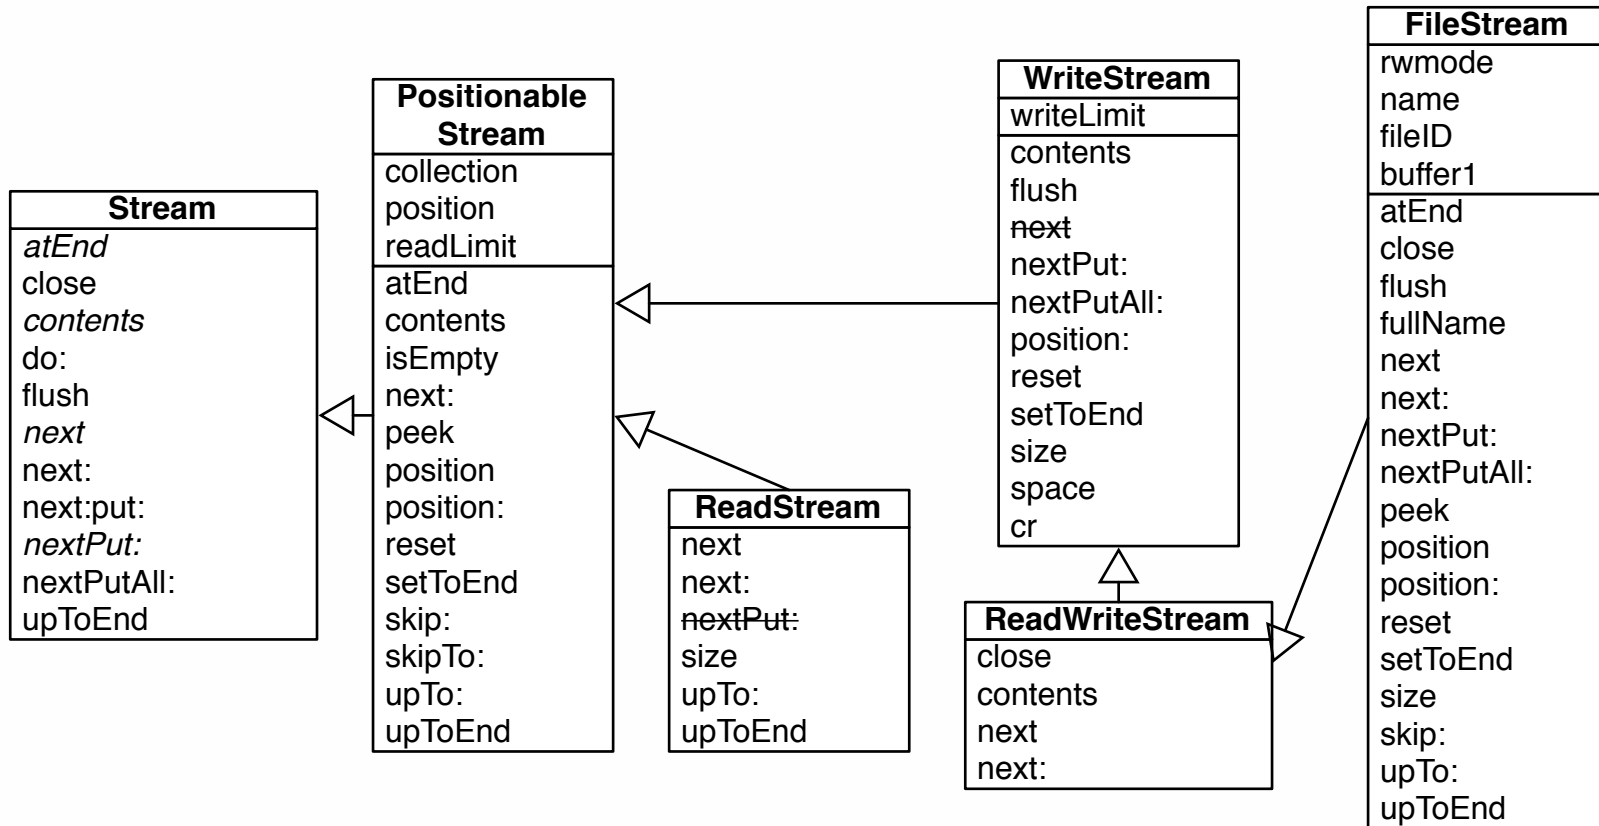 Stream
atEnd
close
contents
do:
flush
next
next:
next:put:
nextPut:
nextPutAll:
upToEnd
Positionable
Stream
collection
position
readLimit
atEnd
contents
isEmpty
next:
peek
position
position:
reset
setToEnd
skip:
skipTo:
upTo:
upToEnd
ReadStream
next
next:
nextPut:
size
upTo:
upToEnd
WriteStream
writeLimit
contents
flush
next
nextPut:
nextPutAll:
position:
reset
setToEnd
size
space
cr
ReadWriteStream
close
contents
next
next:
FileStream
rwmode
name
fileID
buffer1
atEnd
close
flush
fullName
next
next:
nextPut:
nextPutAll:
peek
position
position:
reset
setToEnd
size
skip:
upTo:
upToEnd